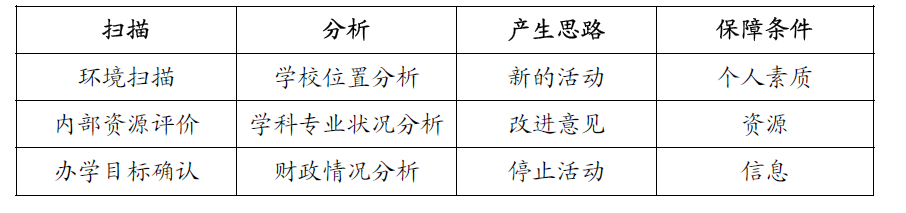 扫描 分析 产生思路 保障条件
环境扫描 学校位置分析 新的活动 个人素质
内部资源评价 学科专业状况分析 改进意见 资源
办学目标确认 财政情况分析 停止活动 信息